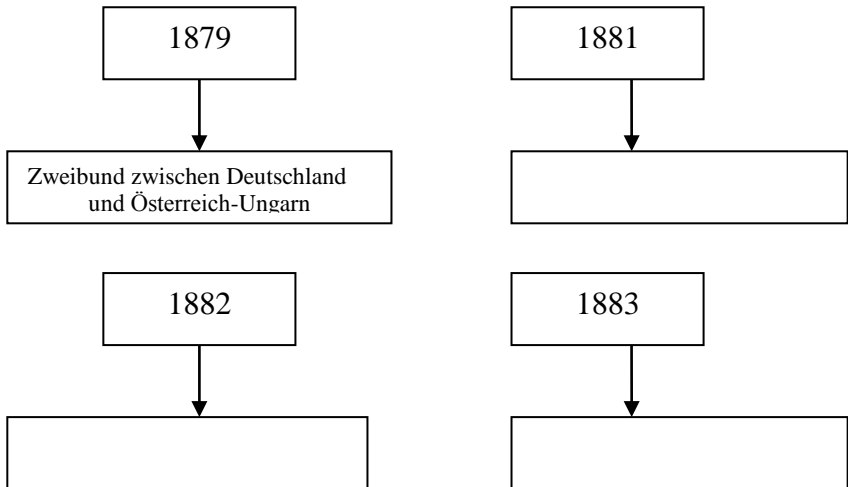 1879
1881
Zweibund zwischen Deutschland
und Österreich-Ungarn
1882
1883